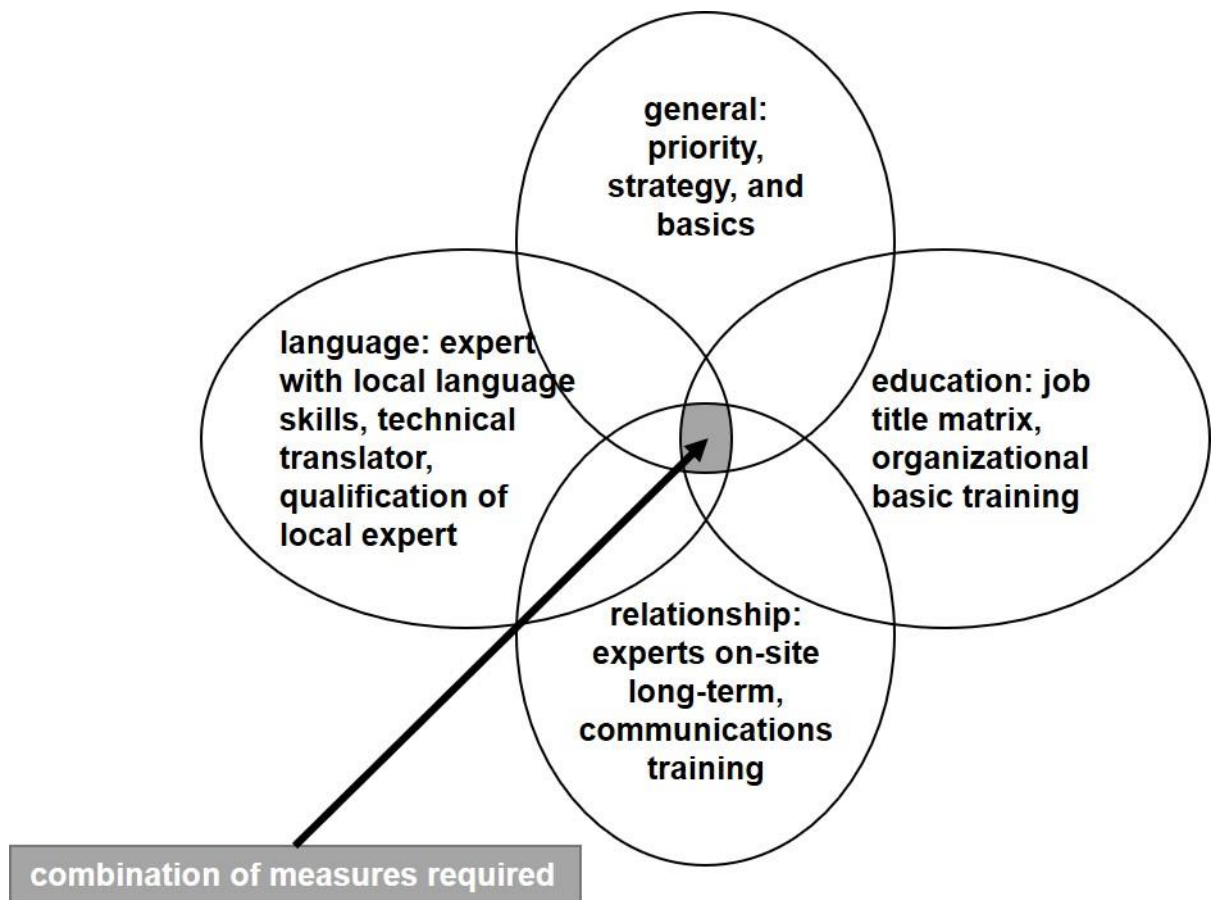 general:
priority,
strategy, and
basics
language: expert
with local language
skills, technical
translator,
qualification of
local expert
education: job
title matrix,
organizational
basic training
relationship:
experts on-site
long-term,
communications
training
combination of measures required